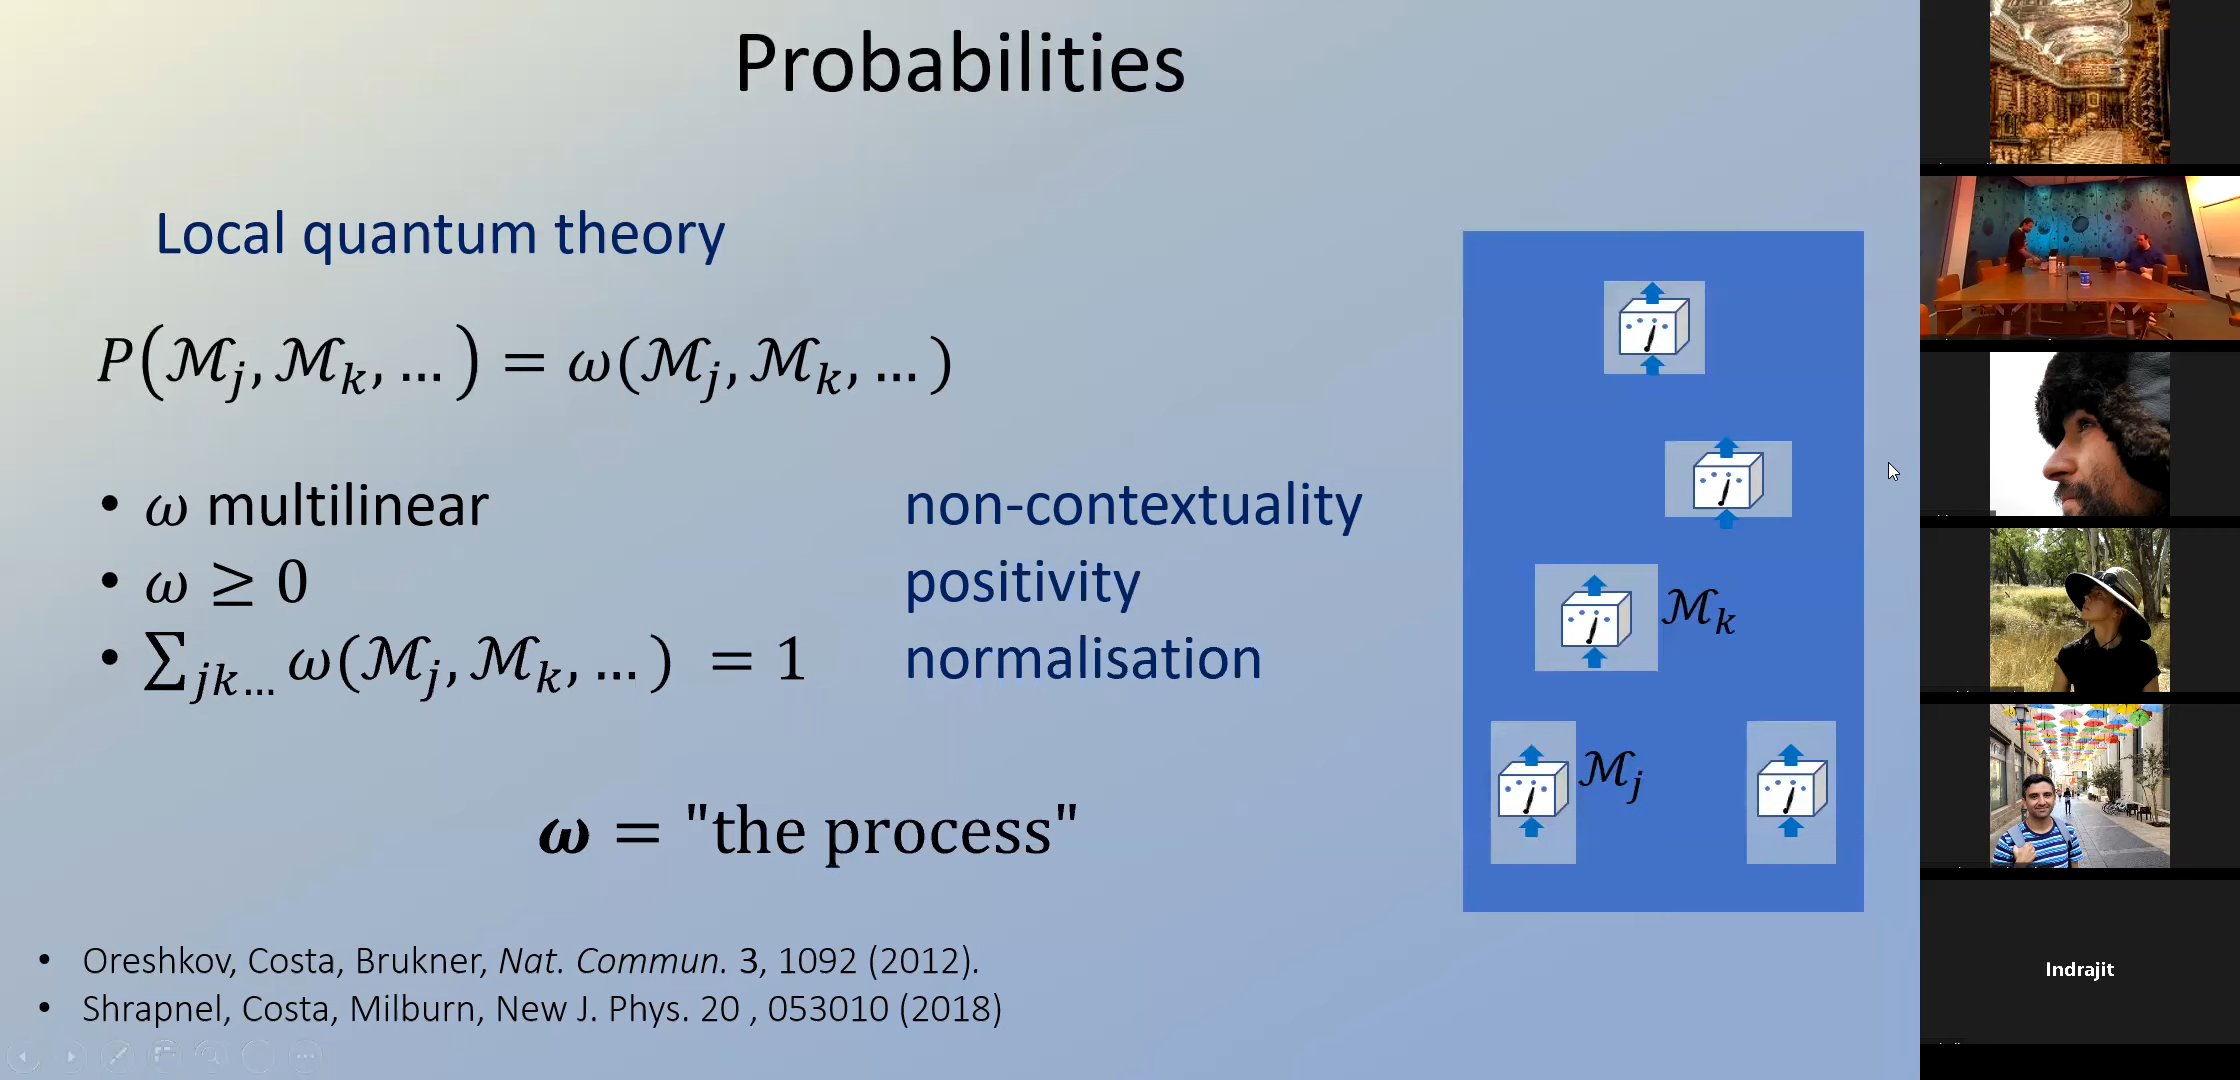 Probabilities
Local quantum theory
P(ℳⱼ, ℳₖ, …) = ω(ℳⱼ, ℳₖ, … )
• ω multilinear non-contextuality
• ω ≥ 0 positivity
• ∑ⱼₖ… ω(ℳⱼ, ℳₖ, … ) = 1 normalisation
ℳₖ
ℳⱼ
ω = "the process"
• Oreshkov, Costa, Brukner, Nat. Commun. 3, 1092 (2012).
• Shrapnel, Costa, Milburn, New J. Phys. 20 , 053010 (2018)
Indrajit